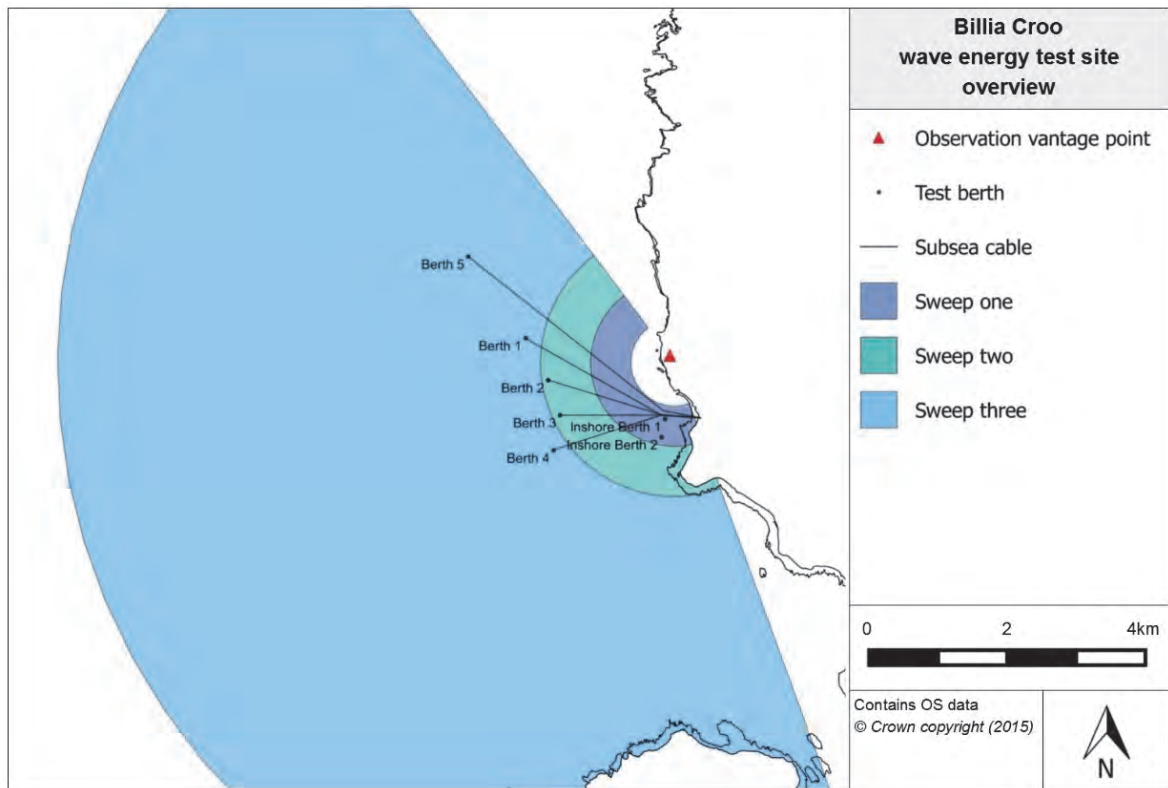 Billia Croo
wave energy test site
overview
Observation vantage point
Test berth
Subsea cable
Sweep one
Sweep two
Sweep three
Berth 5
Berth 1
Berth 2
Berth 3
Inshore Berth 1
Inshore Berth 2
Berth 4
0 2 4km
Contains OS data
© Crown copyright (2015)
N